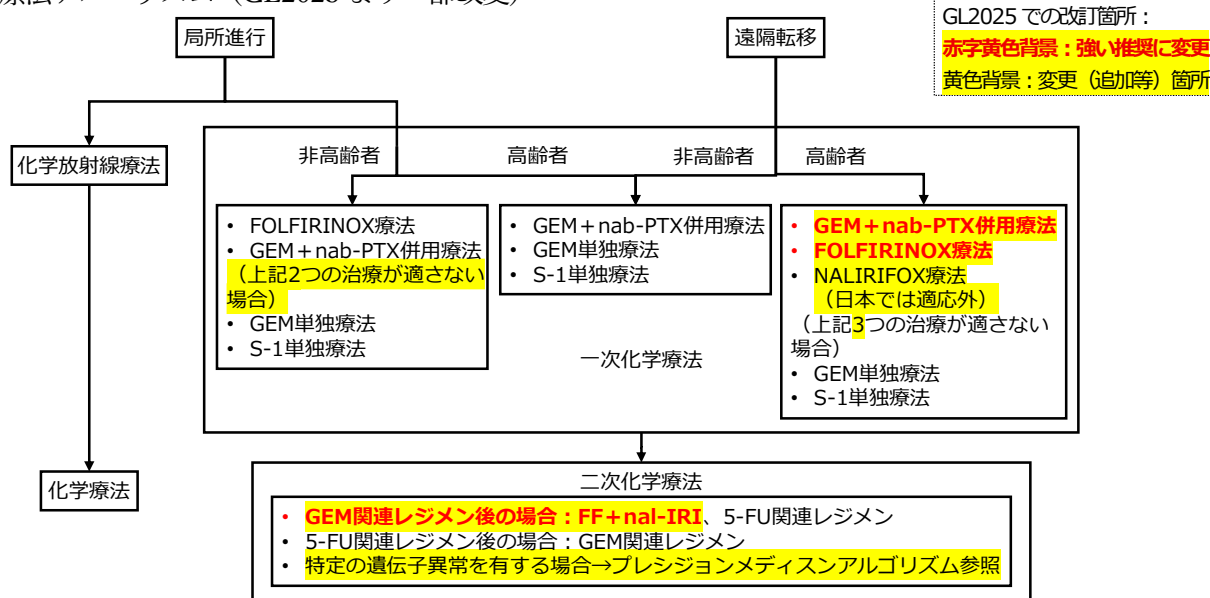 GL2025 での改訂箇所：
赤字黄色背景：強い推奨に変更
黄色背景：変更（追加等）箇所
局所進行
遠隔転移
化学放射線療法
非高齢者
高齢者
非高齢者
高齢者
• FOLFIRINOX療法
• GEM＋nab-PTX併用療法
（上記2つの治療が適さない
場合）
• GEM単独療法
• S-1単独療法
• GEM＋nab-PTX併用療法
• GEM単独療法
• S-1単独療法
• GEM＋nab-PTX併用療法
• FOLFIRINOX療法
• NALIRIFOX療法
（日本では適応外）
（上記3つの治療が適さない
場合）
• GEM単独療法
• S-1単独療法
一次化学療法
化学療法
二次化学療法
• GEM関連レジメン後の場合：FF＋nal-IRI、5-FU関連レジメン
• 5-FU関連レジメン後の場合：GEM関連レジメン
• 特定の遺伝子異常を有する場合→プレシジョンメディスンアルゴリズム参照